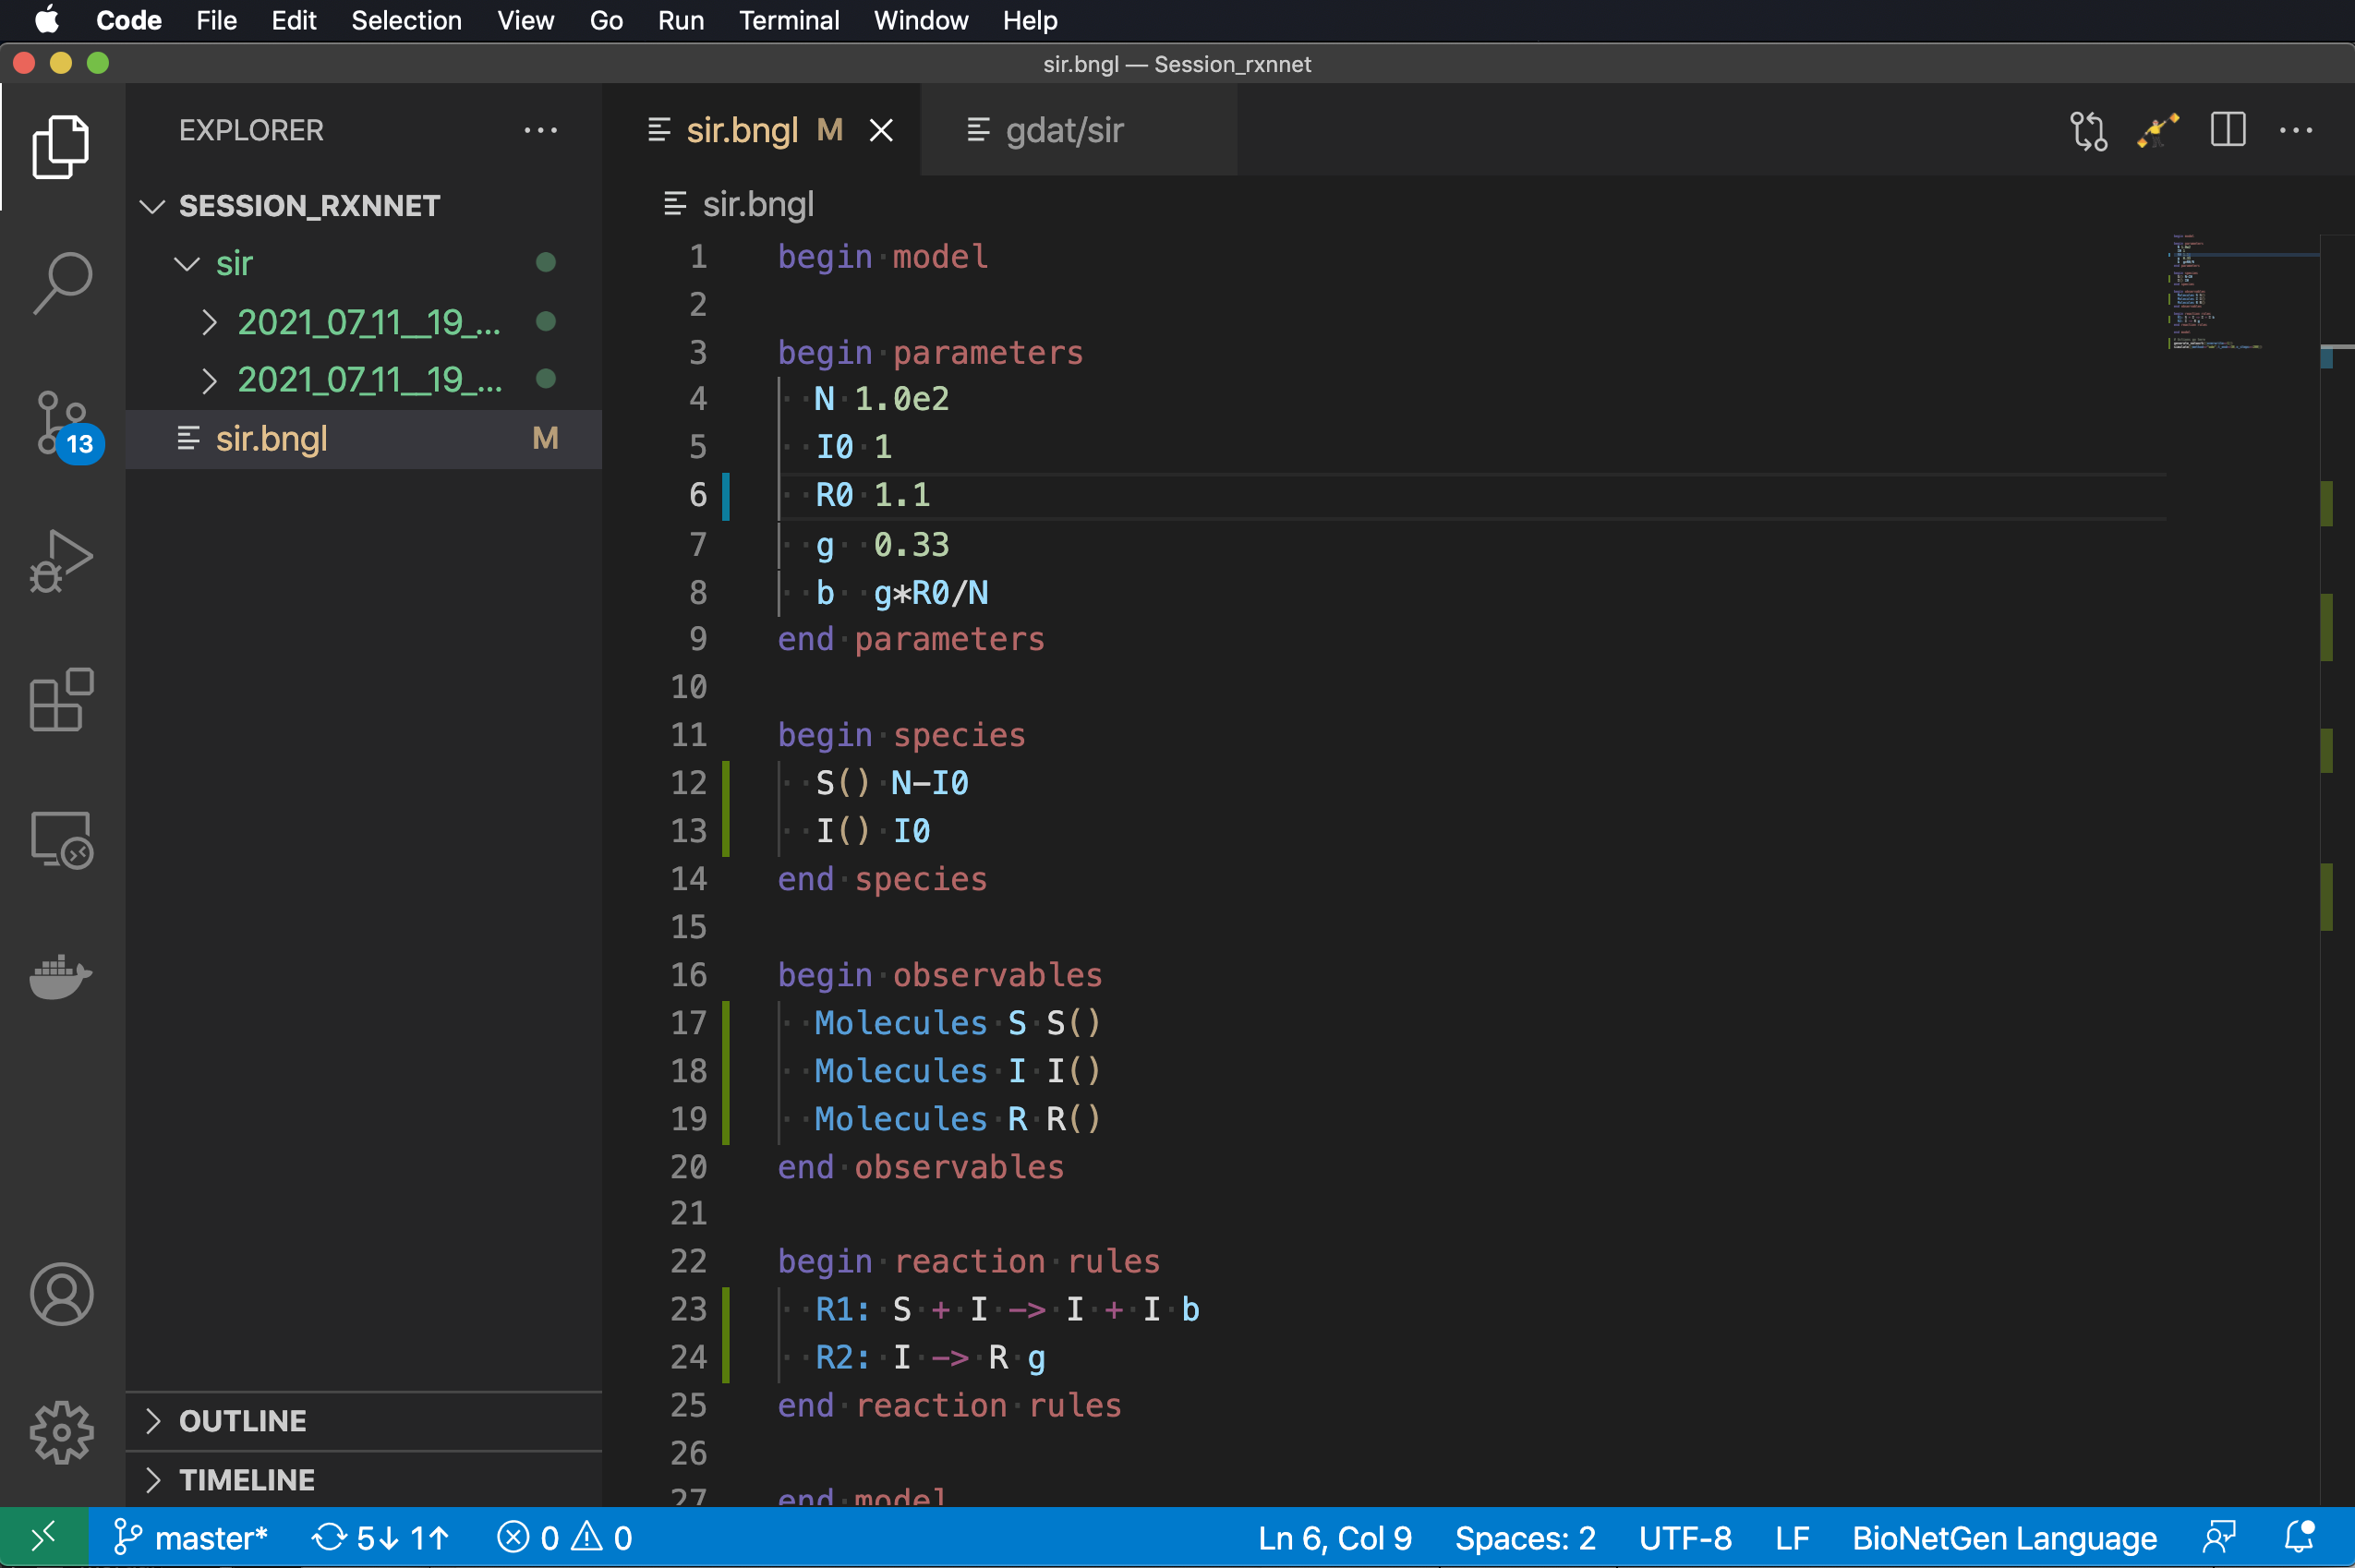 Code File Edit Selection View Go Run Terminal Window Help
sir.bngl — Session_rxnnet
EXPLORER
SESSION_RXNNET
sir
2021_07_11__19_...
2021_07_11__19_...
sir.bngl M
13
OUTLINE
TIMELINE
sir.bngl M
gdat/sir
sir.bngl
1 begin model
2
3 begin parameters
4 N 1.0e2
5 I0 1
6 R0 1.1
7 g 0.33
8 b g*R0/N
9 end parameters
10
11 begin species
12 S() N-I0
13 I() I0
14 end species
15
16 begin observables
17 Molecules S S()
18 Molecules I I()
19 Molecules R R()
20 end observables
21
22 begin reaction rules
23 R1: S + I -> I + I b
24 R2: I -> R g
25 end reaction rules
26
27 end model
master* 5↓ 1↑ 0 0 Ln 6, Col 9 Spaces: 2 UTF-8 LF BioNetGen Language